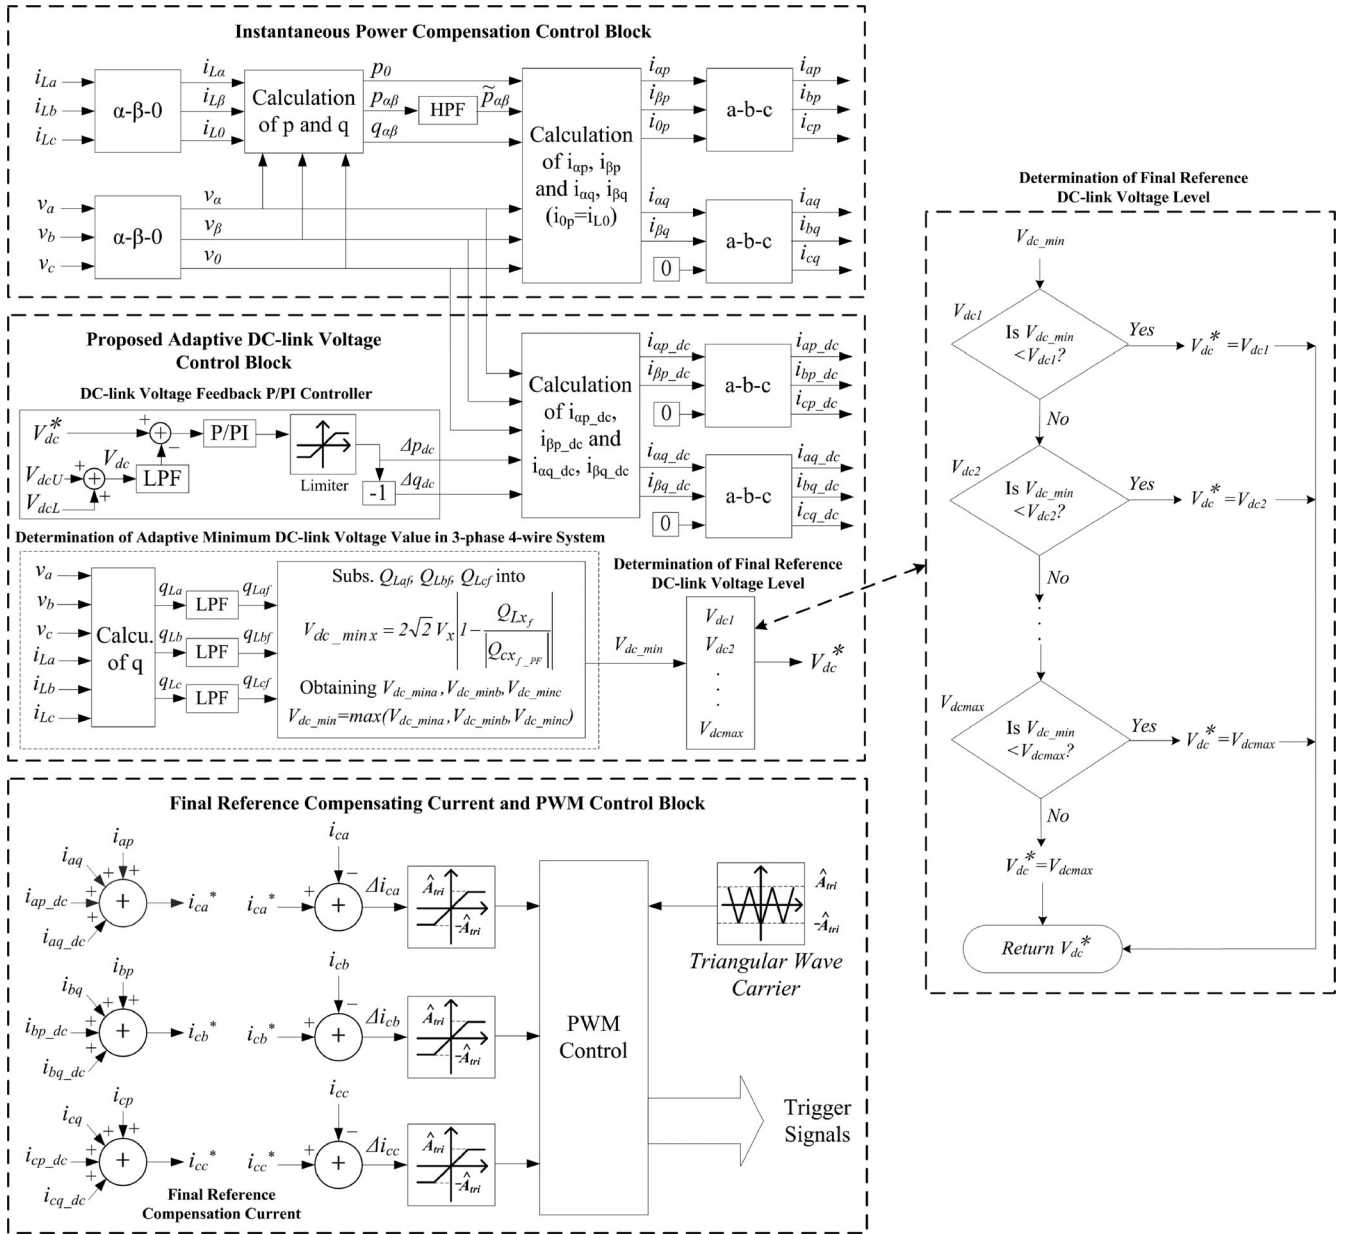 Instantaneous Power Compensation Control Block
i_La
i_Lb
i_Lc
α-β-0
i_Lα
i_Lβ
i_L0
Calculation
of p and q
p_0
p_αβ
q_αβ
HPF
p̃_αβ
v_a
v_b
v_c
α-β-0
v_α
v_β
v_0
Calculation
of i_αp, i_βp
and i_αq, i_βq
(i_0p=i_L0)
i_αp
i_βp
i_0p
a-b-c
i_ap
i_bp
i_cp
i_αq
i_βq
0
a-b-c
i_aq
i_bq
i_cq
Proposed Adaptive DC-link Voltage
Control Block
DC-link Voltage Feedback P/PI Controller
V_dc*
+
+
−
V_dcU
V_dcL
+
+
+
V_dc
LPF
P/PI
Limiter
-1
Δp_dc
Δq_dc
Calculation
of i_αp_dc,
i_βp_dc and
i_αq_dc, i_βq_dc
i_αp_dc
i_βp_dc
0
a-b-c
i_ap_dc
i_bp_dc
i_cp_dc
i_αq_dc
i_βq_dc
0
a-b-c
i_aq_dc
i_bq_dc
i_cq_dc
Determination of Adaptive Minimum DC-link Voltage Value in 3-phase 4-wire System
v_a
v_b
v_c
i_La
i_Lb
i_Lc
Calcu.
of q
q_La
LPF
q_Laf
q_Lb
LPF
q_Lbf
q_Lc
LPF
q_Lcf
Subs. Q_Laf, Q_Lbf, Q_Lcf into
V_dc_min x = 2√2 V_x |1 − Q_Lx_f / |Q_cx_f_PF||
Obtaining V_dc_mina, V_dc_minb, V_dc_minc
V_dc_min=max(V_dc_mina, V_dc_minb, V_dc_minc)
V_dc_min
Determination of Final Reference
DC-link Voltage Level
V_dc1
V_dc2
.
.
.
V_dcmax
V_dc*
Final Reference Compensating Current and PWM Control Block
i_ap
i_aq
i_ap_dc
i_aq_dc
+
+
+
+
+
i_ca*
i_ca
i_ca*
+
−
+
Δi_ca
Â_tri
-Â_tri
i_bp
i_bq
i_bp_dc
i_bq_dc
+
+
+
+
+
i_cb*
i_cb
i_cb*
+
−
+
Δi_cb
Â_tri
-Â_tri
i_cp
i_cq
i_cp_dc
i_cq_dc
+
+
+
+
+
i_cc*
i_cc
i_cc*
+
−
+
Δi_cc
Â_tri
-Â_tri
Final Reference
Compensation Current
PWM
Control
Â_tri
-Â_tri
Triangular Wave
Carrier
Trigger
Signals
Determination of Final Reference
DC-link Voltage Level
V_dc_min
V_dc1
Is V_dc_min
<V_dc1?
Yes
V_dc*=V_dc1
No
V_dc2
Is V_dc_min
<V_dc2?
Yes
V_dc*=V_dc2
No
.
.
.
V_dcmax
Is V_dc_min
<V_dcmax?
Yes
V_dc*=V_dcmax
No
V_dc*=V_dcmax
Return V_dc*